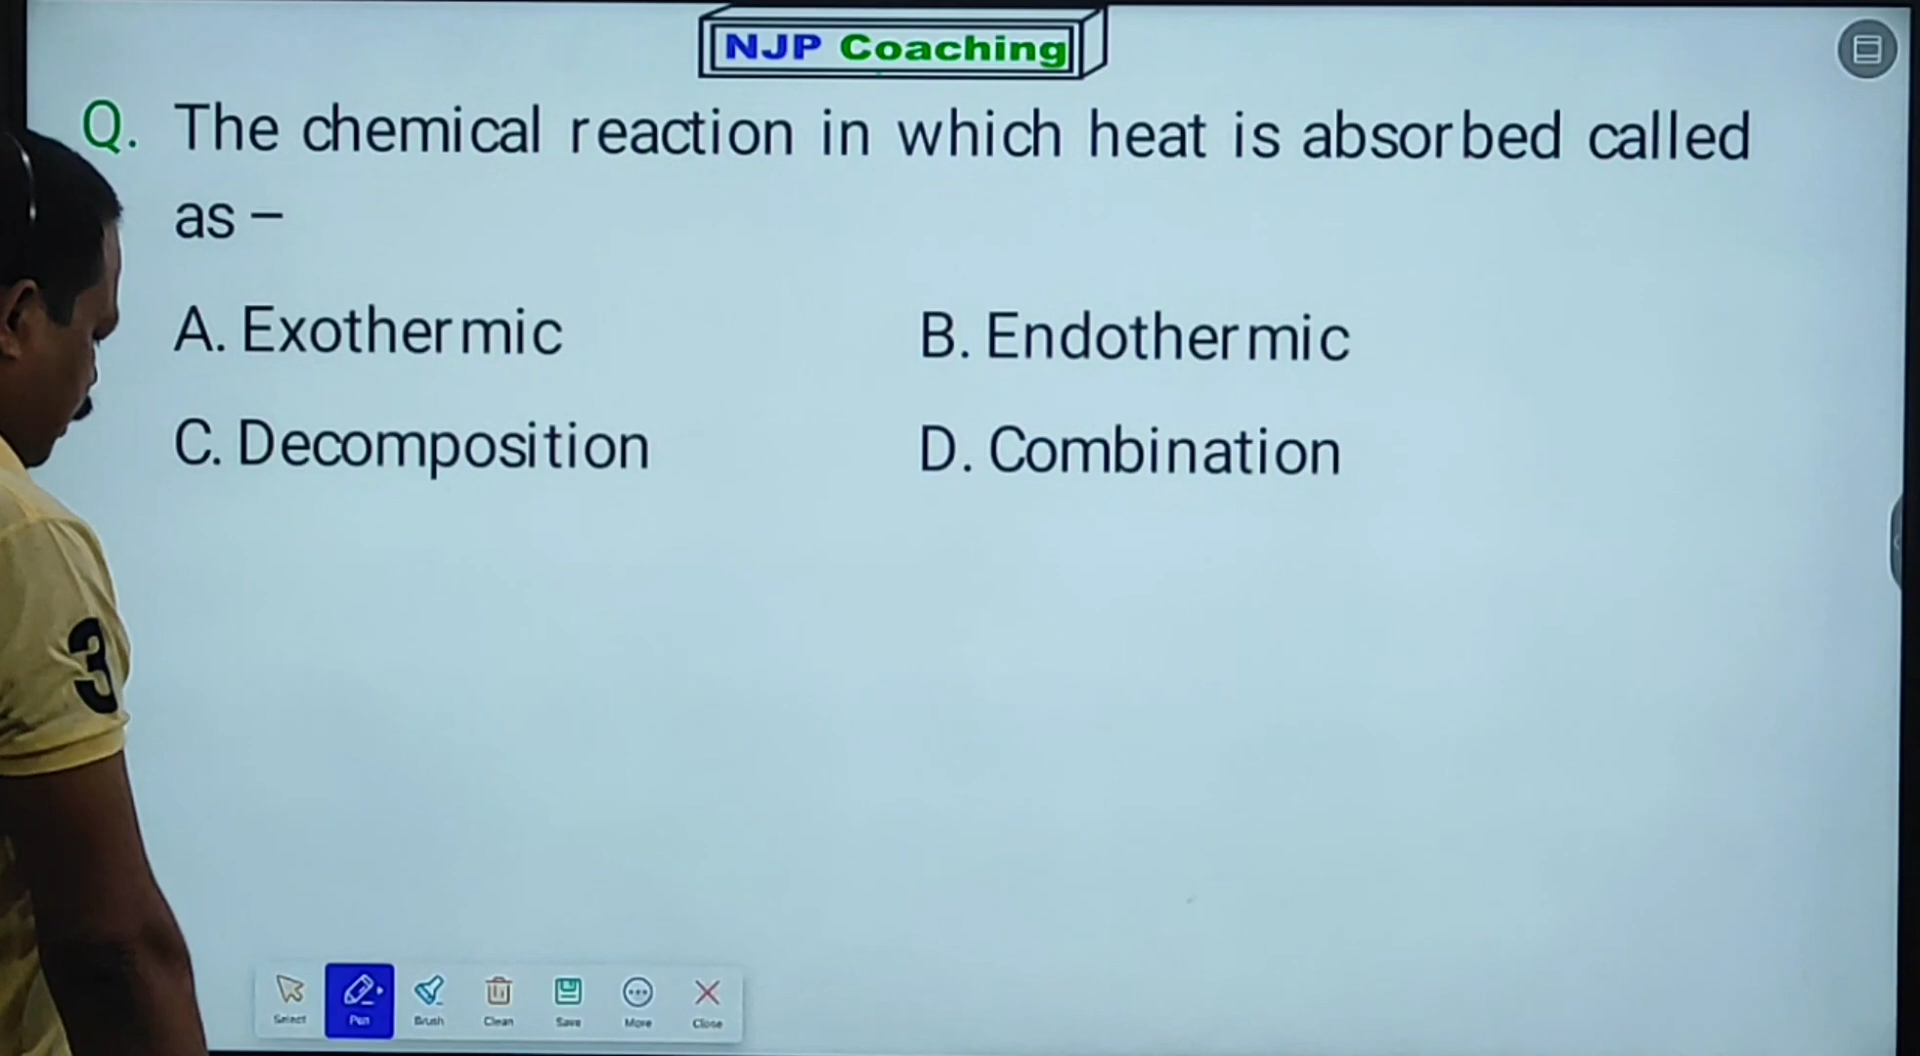 NJP Coaching
Q. The chemical reaction in which heat is absorbed called
as –
A. Exothermic
B. Endothermic
C. Decomposition
D. Combination
3
Select Pen Brush Clean Save More Close